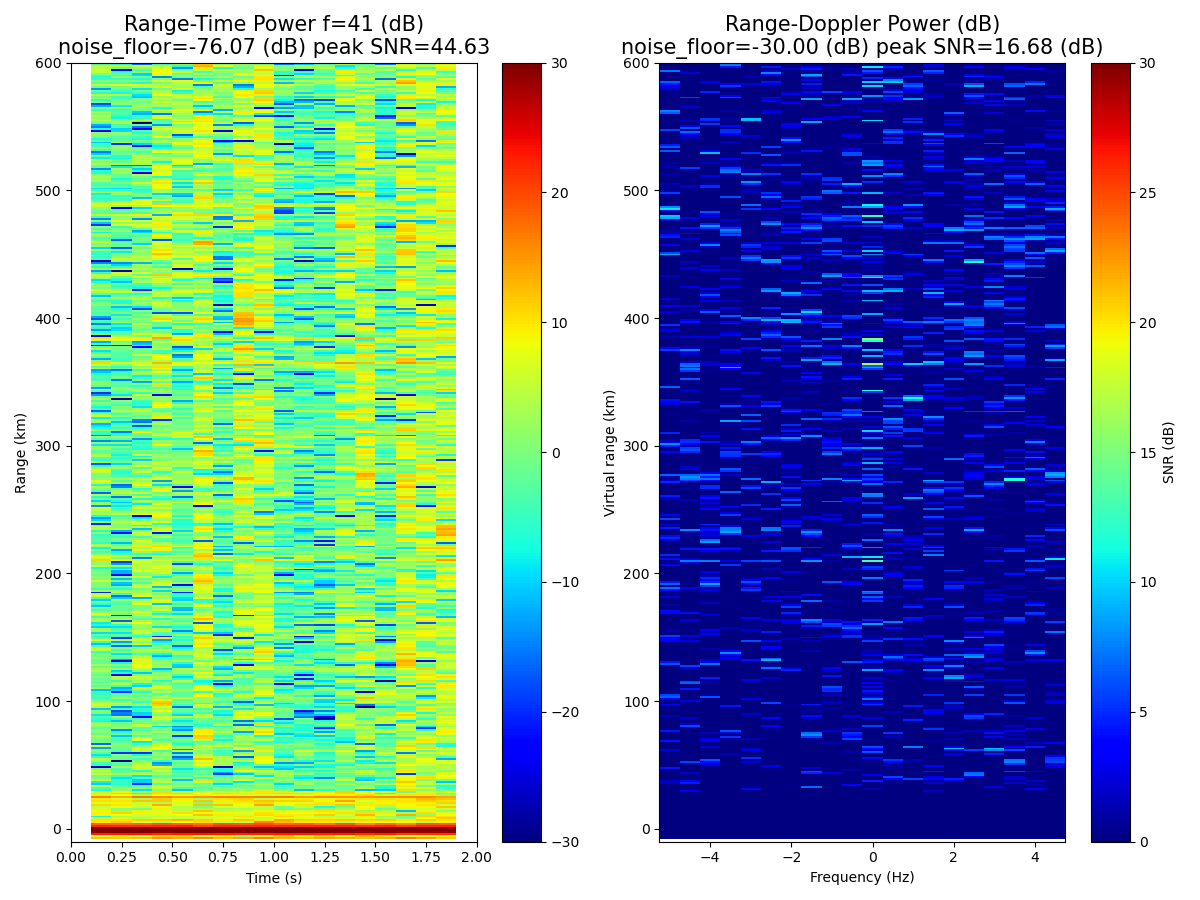 Range-Time Power f=41 (dB)
noise_floor=-76.07 (dB) peak SNR=44.63
600
500
400
300
200
100
0
Range (km)
0.00 0.25 0.50 0.75 1.00 1.25 1.50 1.75 2.00
Time (s)
30
20
10
0
−10
−20
−30
Range-Doppler Power (dB)
noise_floor=-30.00 (dB) peak SNR=16.68 (dB)
600
500
400
300
200
100
0
Virtual range (km)
−4 −2 0 2 4
Frequency (Hz)
30
25
20
15
10
5
0
SNR (dB)